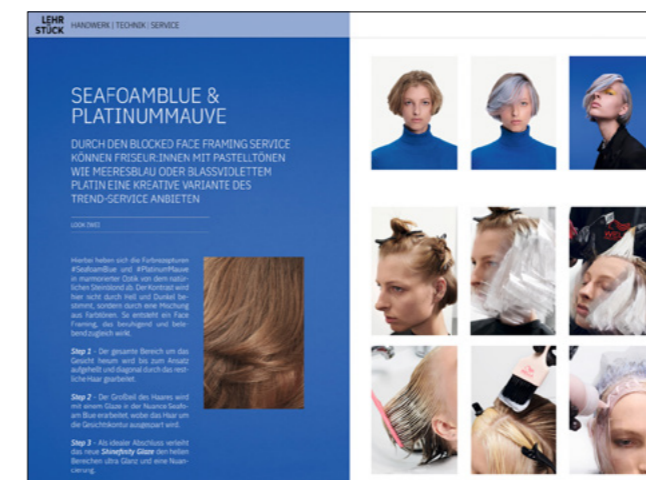 LEHR
STÜCK
HANDWERK | TECHNIK | SERVICE
SEAFOAMBLUE &
PLATINUMMAUVE
DURCH DEN BLOCKED FACE FRAMING SERVICE
KÖNNEN FRISEUR:INNEN MIT PASTELLTÖNEN
WIE MEERESBLAU ODER BLASSVIOLETTEM
PLATIN EINE KREATIVE VARIANTE DES
TREND-SERVICE ANBIETEN
LOOK ZWEI
Hierbei heben sich die Farbrezepturen
#SeafoamBlue und #PlatinumMauve
in marmorierter Optik von dem natür-
lichen Steinblond ab. Der Kontrast wird
hier nicht durch Hell und Dunkel be-
stimmt, sondern durch eine Mischung
aus Farbtönen. So entsteht ein Face
Framing, das beruhigend und bele-
bend zugleich wirkt.
Step 1 - Der gesamte Bereich um das
Gesicht herum wird bis zum Ansatz
aufgehellt und diagonal durch das rest-
liche Haar gearbeitet.
Step 2 - Der Großteil des Haares wird
mit einem Glaze in der Nuance Seafo-
am Blue erarbeitet, wobei das Haar um
die Gesichtskontur ausgespart wird.
Step 3 - Als idealer Abschluss verleiht
das neue Shinefinity Glaze den hellen
Bereichen ultra Glanz und eine Nuan-
cierung.